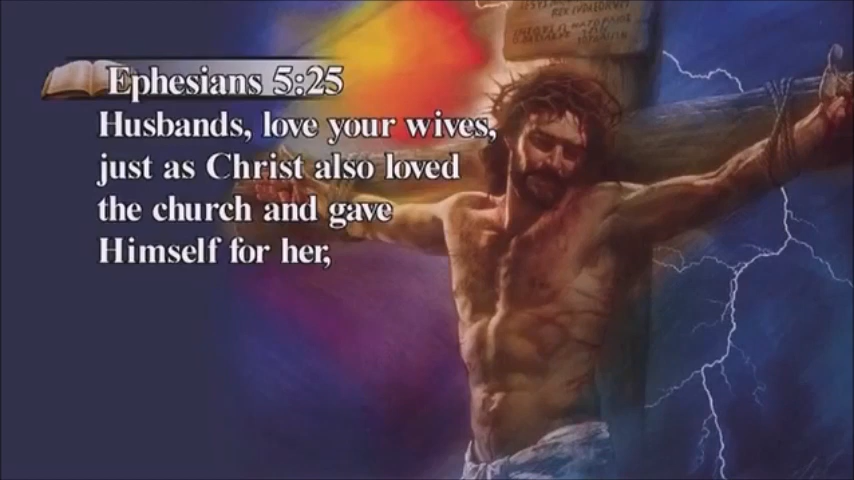 Ephesians 5:25
Husbands, love your wives,
just as Christ also loved
the church and gave
Himself for her,